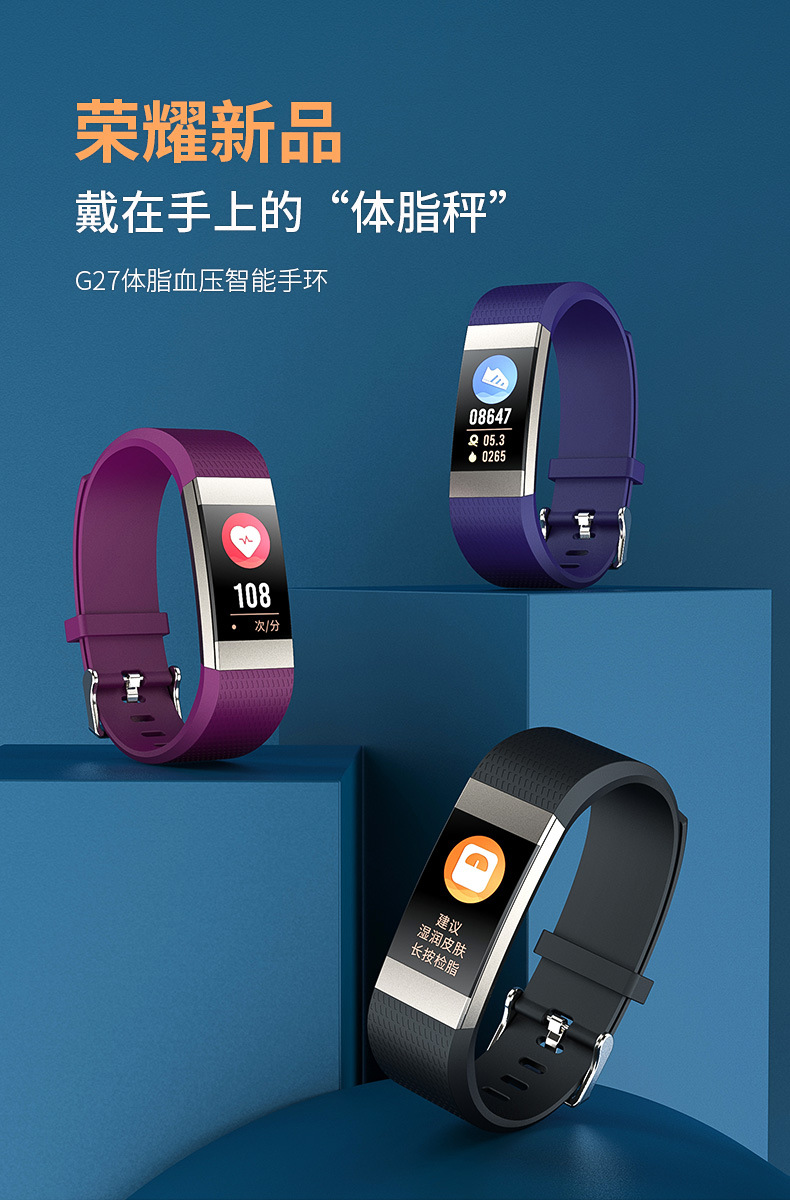 荣耀新品
戴在手上的“体脂秤”
G27体脂血压智能手环
08647
05.3
0265
108
次/分
建议
湿润皮肤
长按检脂